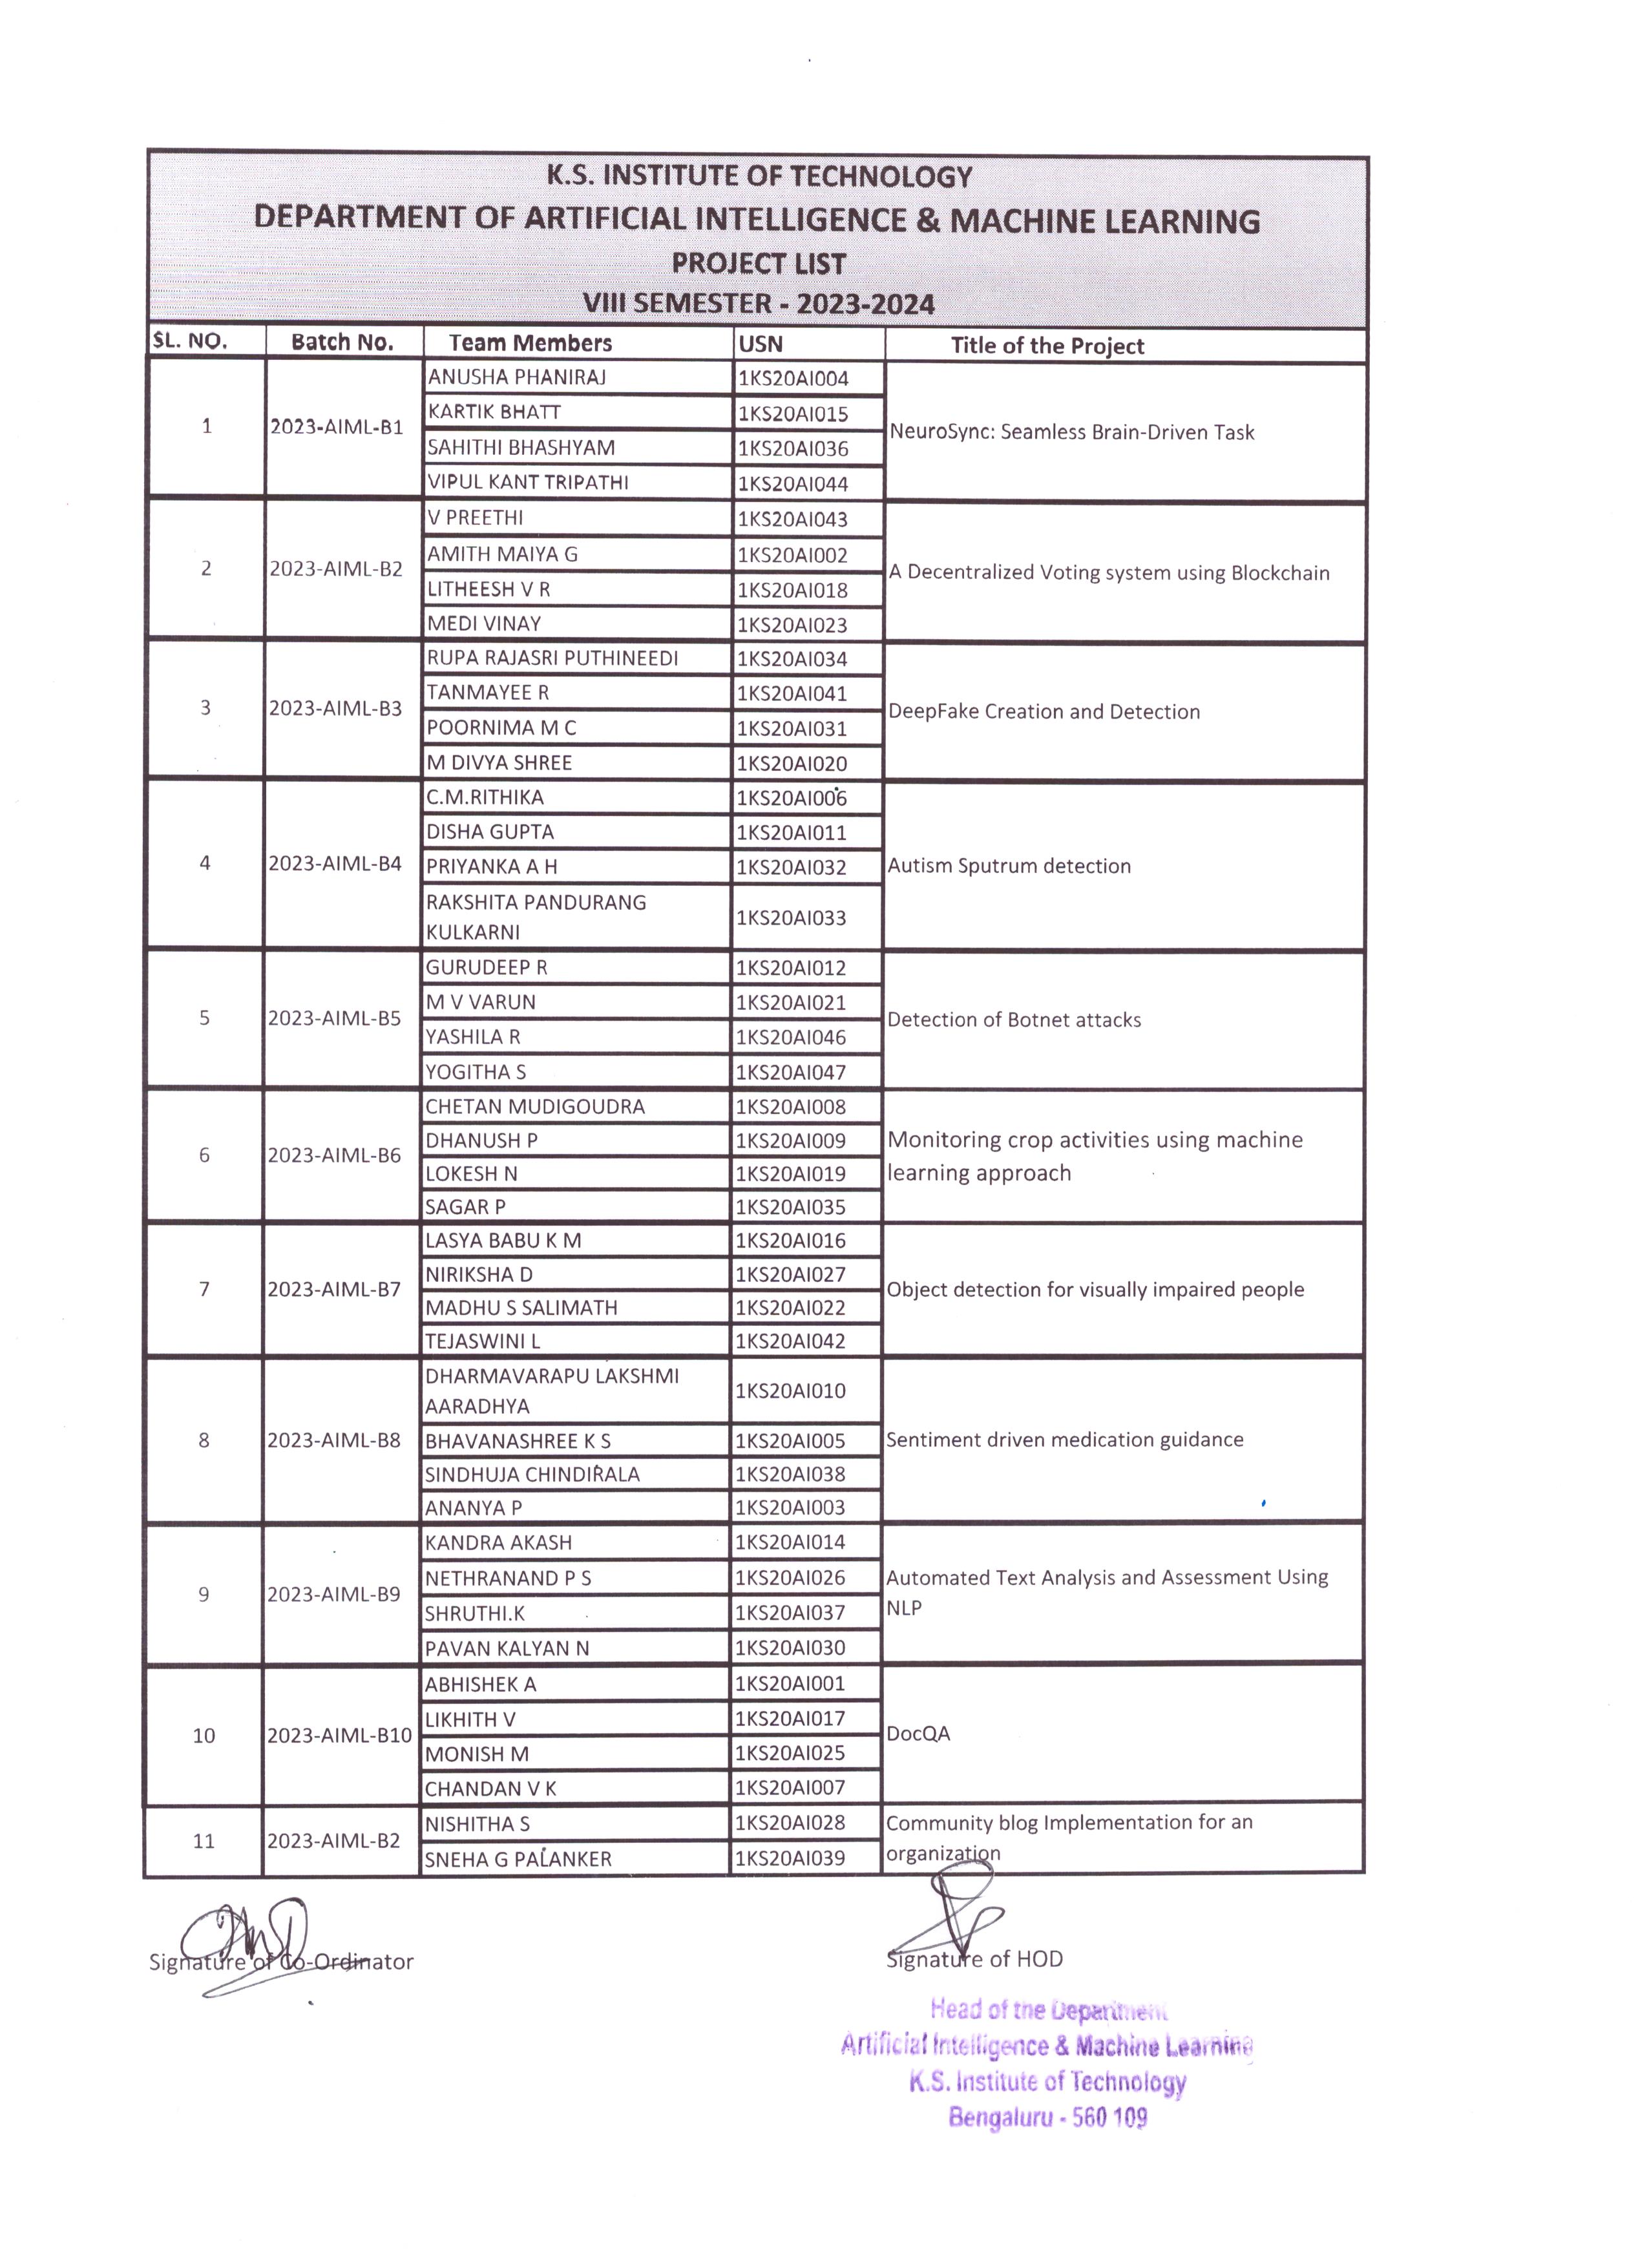 K.S. INSTITUTE OF TECHNOLOGY
DEPARTMENT OF ARTIFICIAL INTELLIGENCE & MACHINE LEARNING
PROJECT LIST
VIII SEMESTER - 2023-2024
SL. NO. Batch No. Team Members USN Title of the Project
1 2023-AIML-B1 NeuroSync: Seamless Brain-Driven Task
ANUSHA PHANIRAJ 1KS20AI004
KARTIK BHATT 1KS20AI015
SAHITHI BHASHYAM 1KS20AI036
VIPUL KANT TRIPATHI 1KS20AI044
2 2023-AIML-B2 A Decentralized Voting system using Blockchain
V PREETHI 1KS20AI043
AMITH MAIYA G 1KS20AI002
LITHEESH V R 1KS20AI018
MEDI VINAY 1KS20AI023
3 2023-AIML-B3 DeepFake Creation and Detection
RUPA RAJASRI PUTHINEEDI 1KS20AI034
TANMAYEE R 1KS20AI041
POORNIMA M C 1KS20AI031
M DIVYA SHREE 1KS20AI020
4 2023-AIML-B4 Autism Sputrum detection
C.M.RITHIKA 1KS20AI006
DISHA GUPTA 1KS20AI011
PRIYANKA A H 1KS20AI032
RAKSHITA PANDURANG
KULKARNI 1KS20AI033
5 2023-AIML-B5 Detection of Botnet attacks
GURUDEEP R 1KS20AI012
M V VARUN 1KS20AI021
YASHILA R 1KS20AI046
YOGITHA S 1KS20AI047
6 2023-AIML-B6 Monitoring crop activities using machine
learning approach
CHETAN MUDIGOUDRA 1KS20AI008
DHANUSH P 1KS20AI009
LOKESH N 1KS20AI019
SAGAR P 1KS20AI035
7 2023-AIML-B7 Object detection for visually impaired people
LASYA BABU K M 1KS20AI016
NIRIKSHA D 1KS20AI027
MADHU S SALIMATH 1KS20AI022
TEJASWINI L 1KS20AI042
8 2023-AIML-B8 Sentiment driven medication guidance
DHARMAVARAPU LAKSHMI
AARADHYA 1KS20AI010
BHAVANASHREE K S 1KS20AI005
SINDHUJA CHINDIRALA 1KS20AI038
ANANYA P 1KS20AI003
9 2023-AIML-B9 Automated Text Analysis and Assessment Using
NLP
KANDRA AKASH 1KS20AI014
NETHRANAND P S 1KS20AI026
SHRUTHI.K 1KS20AI037
PAVAN KALYAN N 1KS20AI030
10 2023-AIML-B10 DocQA
ABHISHEK A 1KS20AI001
LIKHITH V 1KS20AI017
MONISH M 1KS20AI025
CHANDAN V K 1KS20AI007
11 2023-AIML-B2 Community blog Implementation for an
organization
NISHITHA S 1KS20AI028
SNEHA G PALANKER 1KS20AI039
Signature of Co-Ordinator Signature of HOD
Head of the Department
Artificial Intelligence & Machine Learning
K.S. Institute of Technology
Bengaluru - 560 109